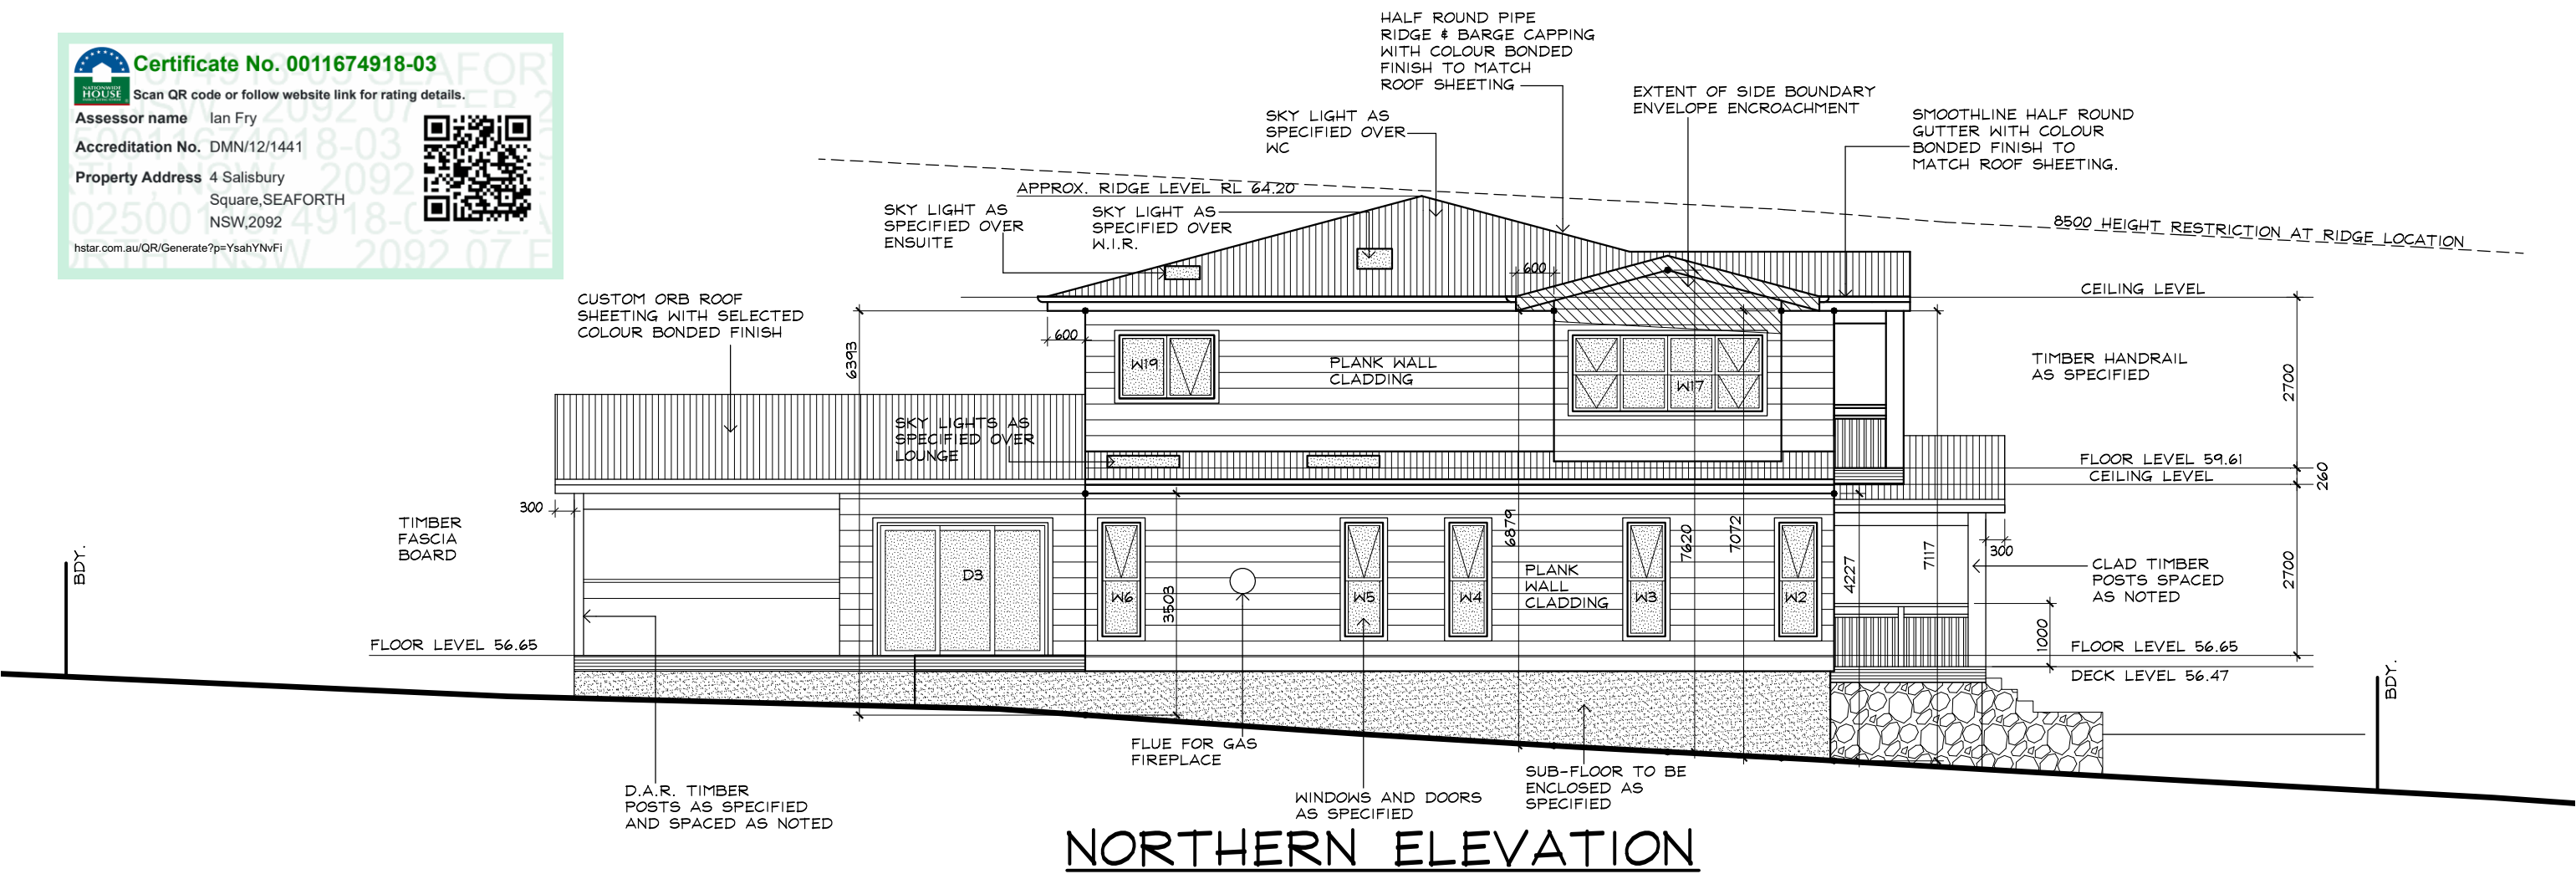 Certificate No. 0011674918-03
Scan QR code or follow website link for rating details.
NATIONWIDE
HOUSE
Assessor name Ian Fry
Accreditation No. DMN/12/1441
Property Address 4 Salisbury
Square,SEAFORTH
NSW,2092
hstar.com.au/QR/Generate?p=YsahYNvFi
HALF ROUND PIPE
RIDGE & BARGE CAPPING
WITH COLOUR BONDED
FINISH TO MATCH
ROOF SHEETING
EXTENT OF SIDE BOUNDARY
ENVELOPE ENCROACHMENT
SKY LIGHT AS
SPECIFIED OVER
WC
SMOOTHLINE HALF ROUND
GUTTER WITH COLOUR
BONDED FINISH TO
MATCH ROOF SHEETING.
APPROX. RIDGE LEVEL RL 64.20
SKY LIGHT AS
SPECIFIED OVER
ENSUITE
SKY LIGHT AS
SPECIFIED OVER
W.I.R.
8500 HEIGHT RESTRICTION AT RIDGE LOCATION
600
CEILING LEVEL
CUSTOM ORB ROOF
SHEETING WITH SELECTED
COLOUR BONDED FINISH
600
6393
W19
PLANK WALL
CLADDING
W17
TIMBER HANDRAIL
AS SPECIFIED
2700
SKY LIGHTS AS
SPECIFIED OVER
LOUNGE
FLOOR LEVEL 59.61
CEILING LEVEL
260
300
TIMBER
FASCIA
BOARD
BDY.
D3
W6
3503
W5
W4
6879
PLANK
WALL
CLADDING
W3
7620
7072
W2
4227
7117
300
CLAD TIMBER
POSTS SPACED
AS NOTED
2700
1000
FLOOR LEVEL 56.65
FLOOR LEVEL 56.65
DECK LEVEL 56.47
BDY.
FLUE FOR GAS
FIREPLACE
SUB-FLOOR TO BE
ENCLOSED AS
SPECIFIED
D.A.R. TIMBER
POSTS AS SPECIFIED
AND SPACED AS NOTED
WINDOWS AND DOORS
AS SPECIFIED
NORTHERN ELEVATION